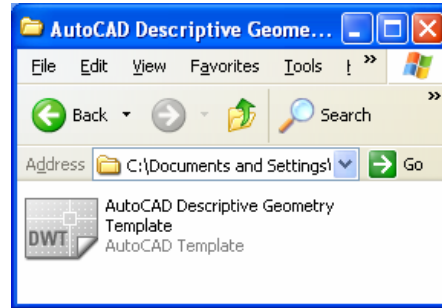 AutoCAD Descriptive Geome...
File Edit View Favorites Tools »
Back Search »
Address C:\Documents and Settings\ Go
AutoCAD Descriptive Geometry
Template
AutoCAD Template
DWT